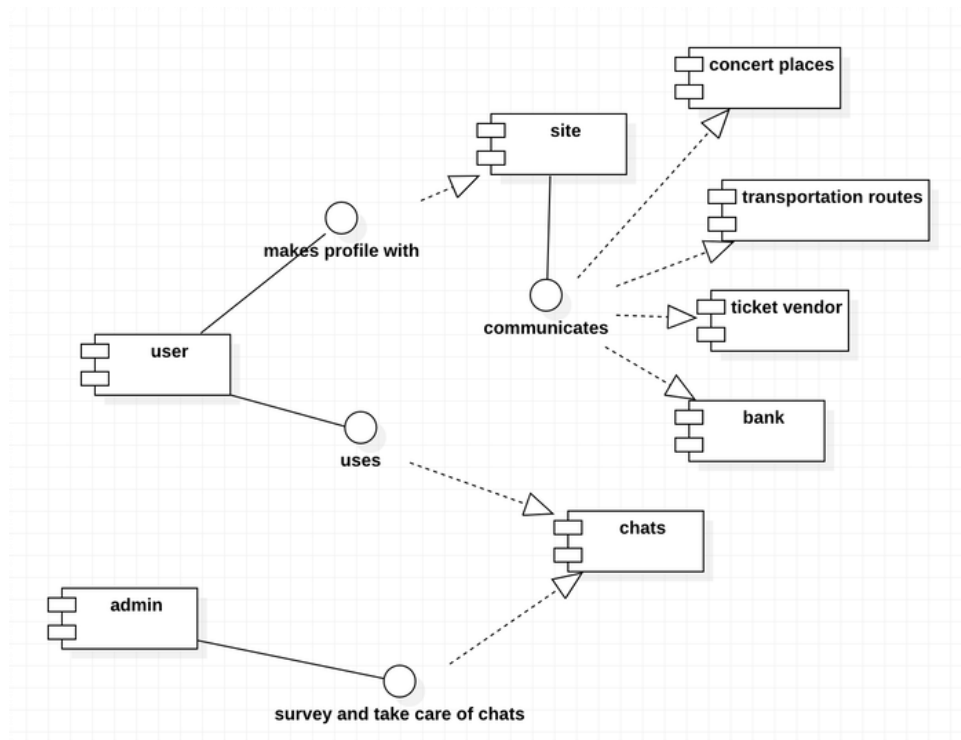 concert places
site
transportation routes
makes profile with
ticket vendor
communicates
user
bank
uses
chats
admin
survey and take care of chats